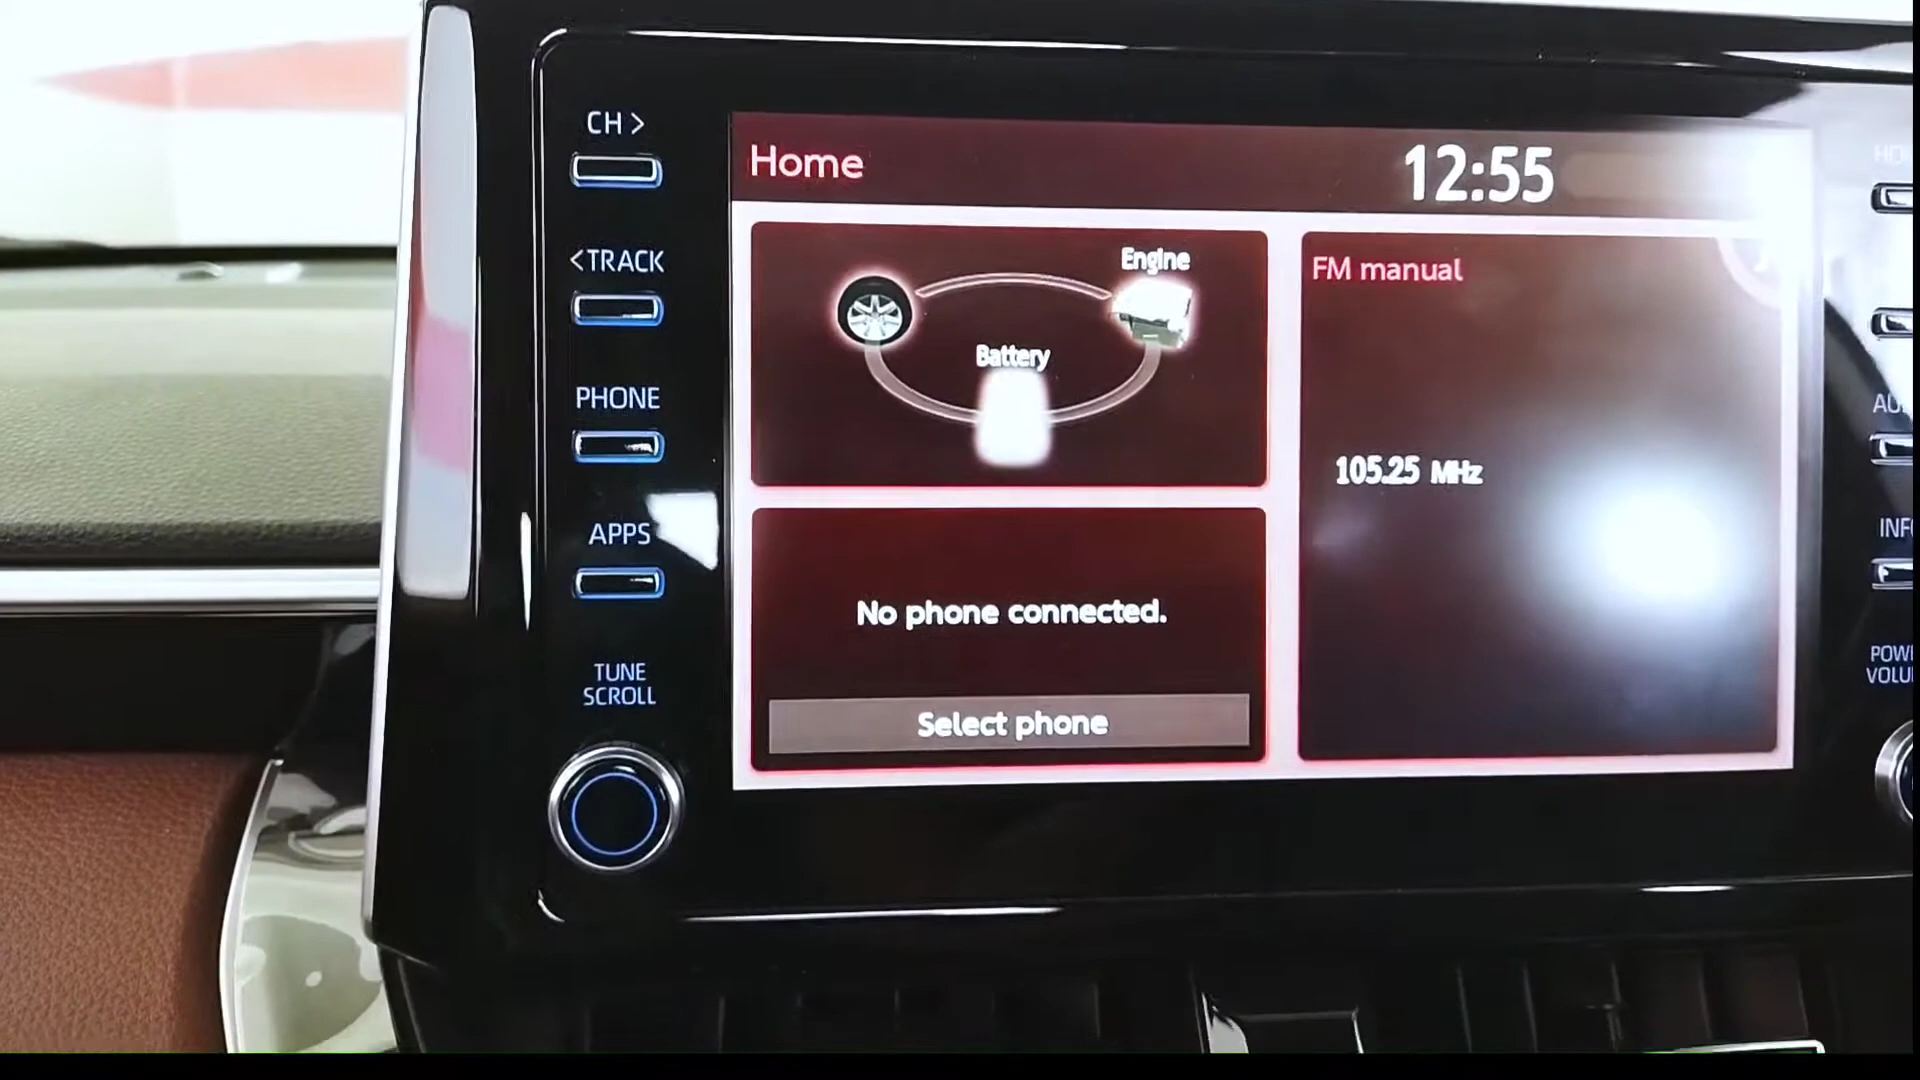 CH >
Home
12:55
<TRACK
Engine
FM manual
Battery
PHONE
105.25 MHz
APPS
No phone connected.
TUNE
SCROLL
Select phone